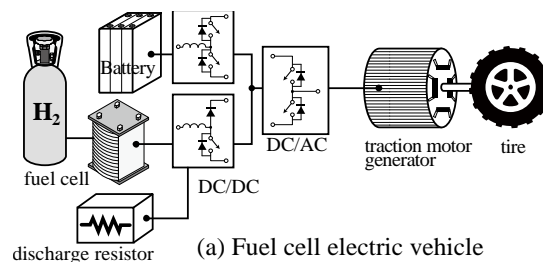 Battery
H2
DC/AC
traction motor
generator
tire
fuel cell
DC/DC
discharge resistor
(a) Fuel cell electric vehicle